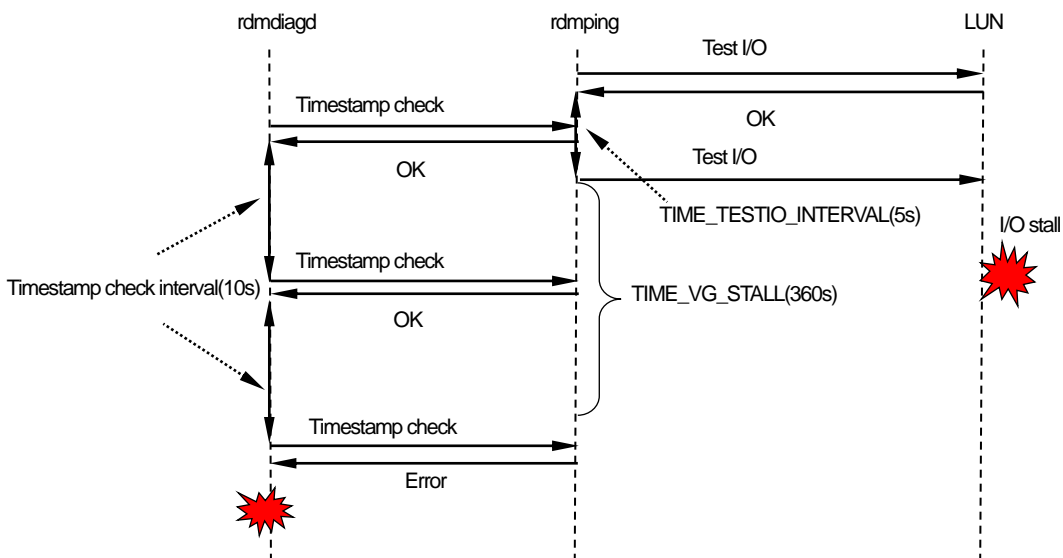 rdmdiagd
rdmping
LUN
Test I/O
Timestamp check
OK
OK
Test I/O
TIME_TESTIO_INTERVAL(5s)
I/O stall
Timestamp check
Timestamp check interval(10s)
TIME_VG_STALL(360s)
OK
Timestamp check
Error